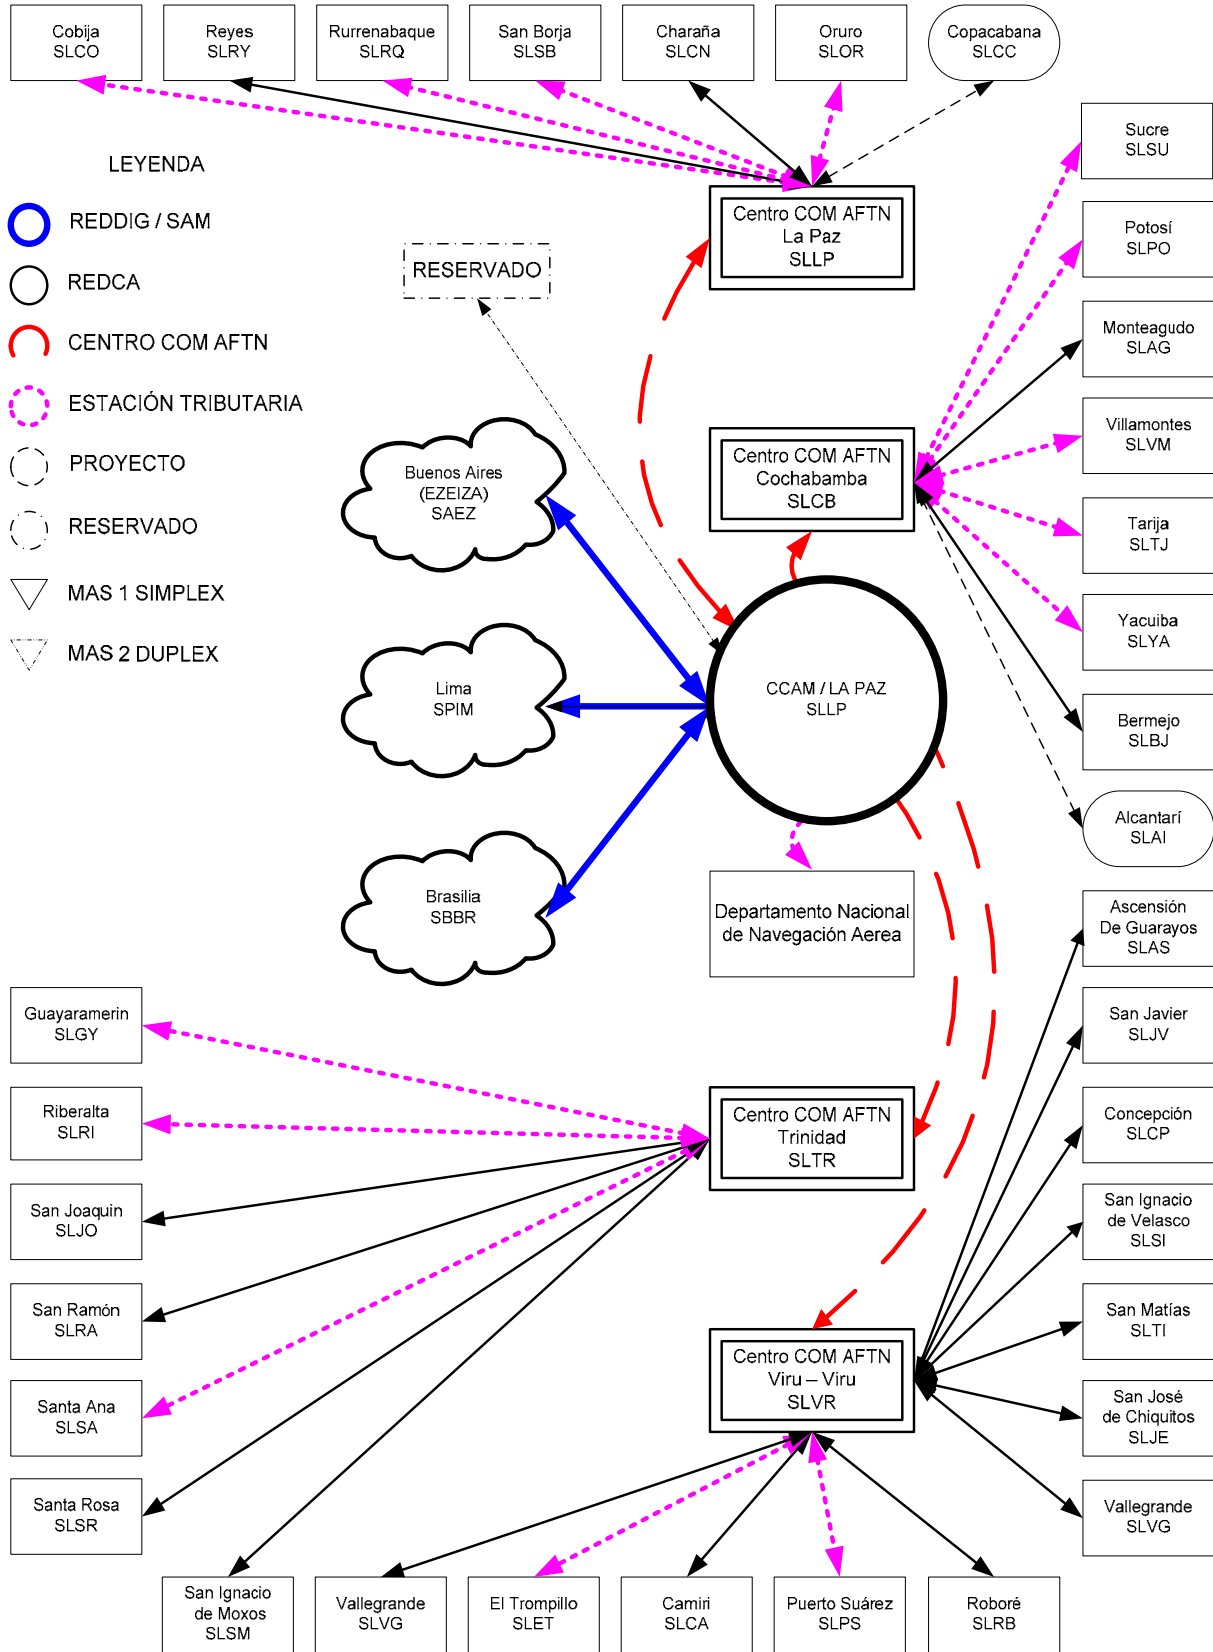 Cobija
SLCO
Reyes
SLRY
Rurrenabaque
SLRQ
San Borja
SLSB
Charaña
SLCN
Oruro
SLOR
Copacabana
SLCC
LEYENDA
REDDIG / SAM
REDCA
CENTRO COM AFTN
ESTACIÓN TRIBUTARIA
PROYECTO
RESERVADO
MAS 1 SIMPLEX
MAS 2 DUPLEX
Centro COM AFTN
La Paz
SLLP
RESERVADO
Sucre
SLSU
Potosí
SLPO
Monteagudo
SLAG
Villamontes
SLVM
Tarija
SLTJ
Yacuiba
SLYA
Bermejo
SLBJ
Alcantarí
SLAI
Centro COM AFTN
Cochabamba
SLCB
Buenos Aires
(EZEIZA)
SAEZ
Lima
SPIM
Brasilia
SBBR
CCAM / LA PAZ
SLLP
Departamento Nacional
de Navegación Aerea
Ascensión
De Guarayos
SLAS
San Javier
SLJV
Concepción
SLCP
San Ignacio
de Velasco
SLSI
San Matías
SLTI
San José
de Chiquitos
SLJE
Vallegrande
SLVG
Guayaramerin
SLGY
Riberalta
SLRI
San Joaquin
SLJO
San Ramón
SLRA
Santa Ana
SLSA
Santa Rosa
SLSR
Centro COM AFTN
Trinidad
SLTR
Centro COM AFTN
Viru – Viru
SLVR
San Ignacio
de Moxos
SLSM
Vallegrande
SLVG
El Trompillo
SLET
Camiri
SLCA
Puerto Suárez
SLPS
Roboré
SLRB